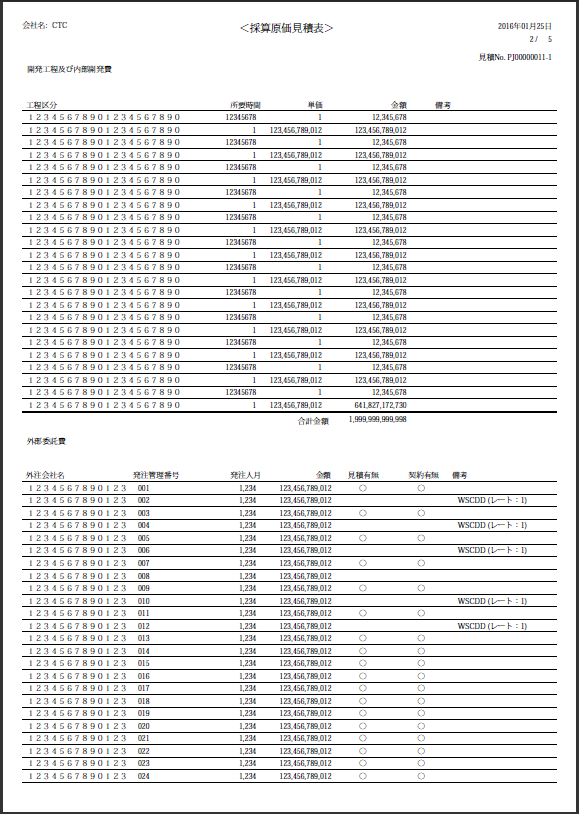 会社名: CTC
<採算原価見積表>
2016年01月25日
2 / 5
見積No. PJ00000011-1
開発工程及び内部開発費
工程区分 所要時間 単価 金額 備考
12345678901234567890 12345678 1 12,345,678
12345678901234567890 1 123,456,789,012 123,456,789,012
12345678901234567890 12345678 1 12,345,678
12345678901234567890 1 123,456,789,012 123,456,789,012
12345678901234567890 12345678 1 12,345,678
12345678901234567890 1 123,456,789,012 123,456,789,012
12345678901234567890 12345678 1 12,345,678
12345678901234567890 1 123,456,789,012 123,456,789,012
12345678901234567890 12345678 1 12,345,678
12345678901234567890 1 123,456,789,012 123,456,789,012
12345678901234567890 12345678 1 12,345,678
12345678901234567890 1 123,456,789,012 123,456,789,012
12345678901234567890 12345678 1 12,345,678
12345678901234567890 1 123,456,789,012 123,456,789,012
12345678901234567890 12345678 1 12,345,678
12345678901234567890 1 123,456,789,012 123,456,789,012
12345678901234567890 12345678 1 12,345,678
12345678901234567890 1 123,456,789,012 123,456,789,012
12345678901234567890 12345678 1 12,345,678
12345678901234567890 1 123,456,789,012 123,456,789,012
12345678901234567890 12345678 1 12,345,678
12345678901234567890 1 123,456,789,012 123,456,789,012
12345678901234567890 12345678 1 12,345,678
12345678901234567890 1 123,456,789,012 641,827,172,730
合計金額 1,999,999,999,998
外部委託費
外注会社名 発注管理番号 発注人月 金額 見積有無 契約有無 備考
1234567890123 001 1,234 123,456,789,012 ○ ○
1234567890123 002 1,234 123,456,789,012 WSCDD (レート:1)
1234567890123 003 1,234 123,456,789,012 ○ ○
1234567890123 004 1,234 123,456,789,012 WSCDD (レート:1)
1234567890123 005 1,234 123,456,789,012 ○ ○
1234567890123 006 1,234 123,456,789,012 WSCDD (レート:1)
1234567890123 007 1,234 123,456,789,012 ○ ○
1234567890123 008 1,234 123,456,789,012
1234567890123 009 1,234 123,456,789,012 ○ ○
1234567890123 010 1,234 123,456,789,012 WSCDD (レート:1)
1234567890123 011 1,234 123,456,789,012 ○ ○
1234567890123 012 1,234 123,456,789,012 WSCDD (レート:1)
1234567890123 013 1,234 123,456,789,012 ○ ○
1234567890123 014 1,234 123,456,789,012 ○ ○
1234567890123 015 1,234 123,456,789,012 ○ ○
1234567890123 016 1,234 123,456,789,012 ○ ○
1234567890123 017 1,234 123,456,789,012 ○ ○
1234567890123 018 1,234 123,456,789,012 ○ ○
1234567890123 019 1,234 123,456,789,012 ○ ○
1234567890123 020 1,234 123,456,789,012 ○ ○
1234567890123 021 1,234 123,456,789,012 ○ ○
1234567890123 022 1,234 123,456,789,012 ○ ○
1234567890123 023 1,234 123,456,789,012 ○ ○
1234567890123 024 1,234 123,456,789,012 ○ ○